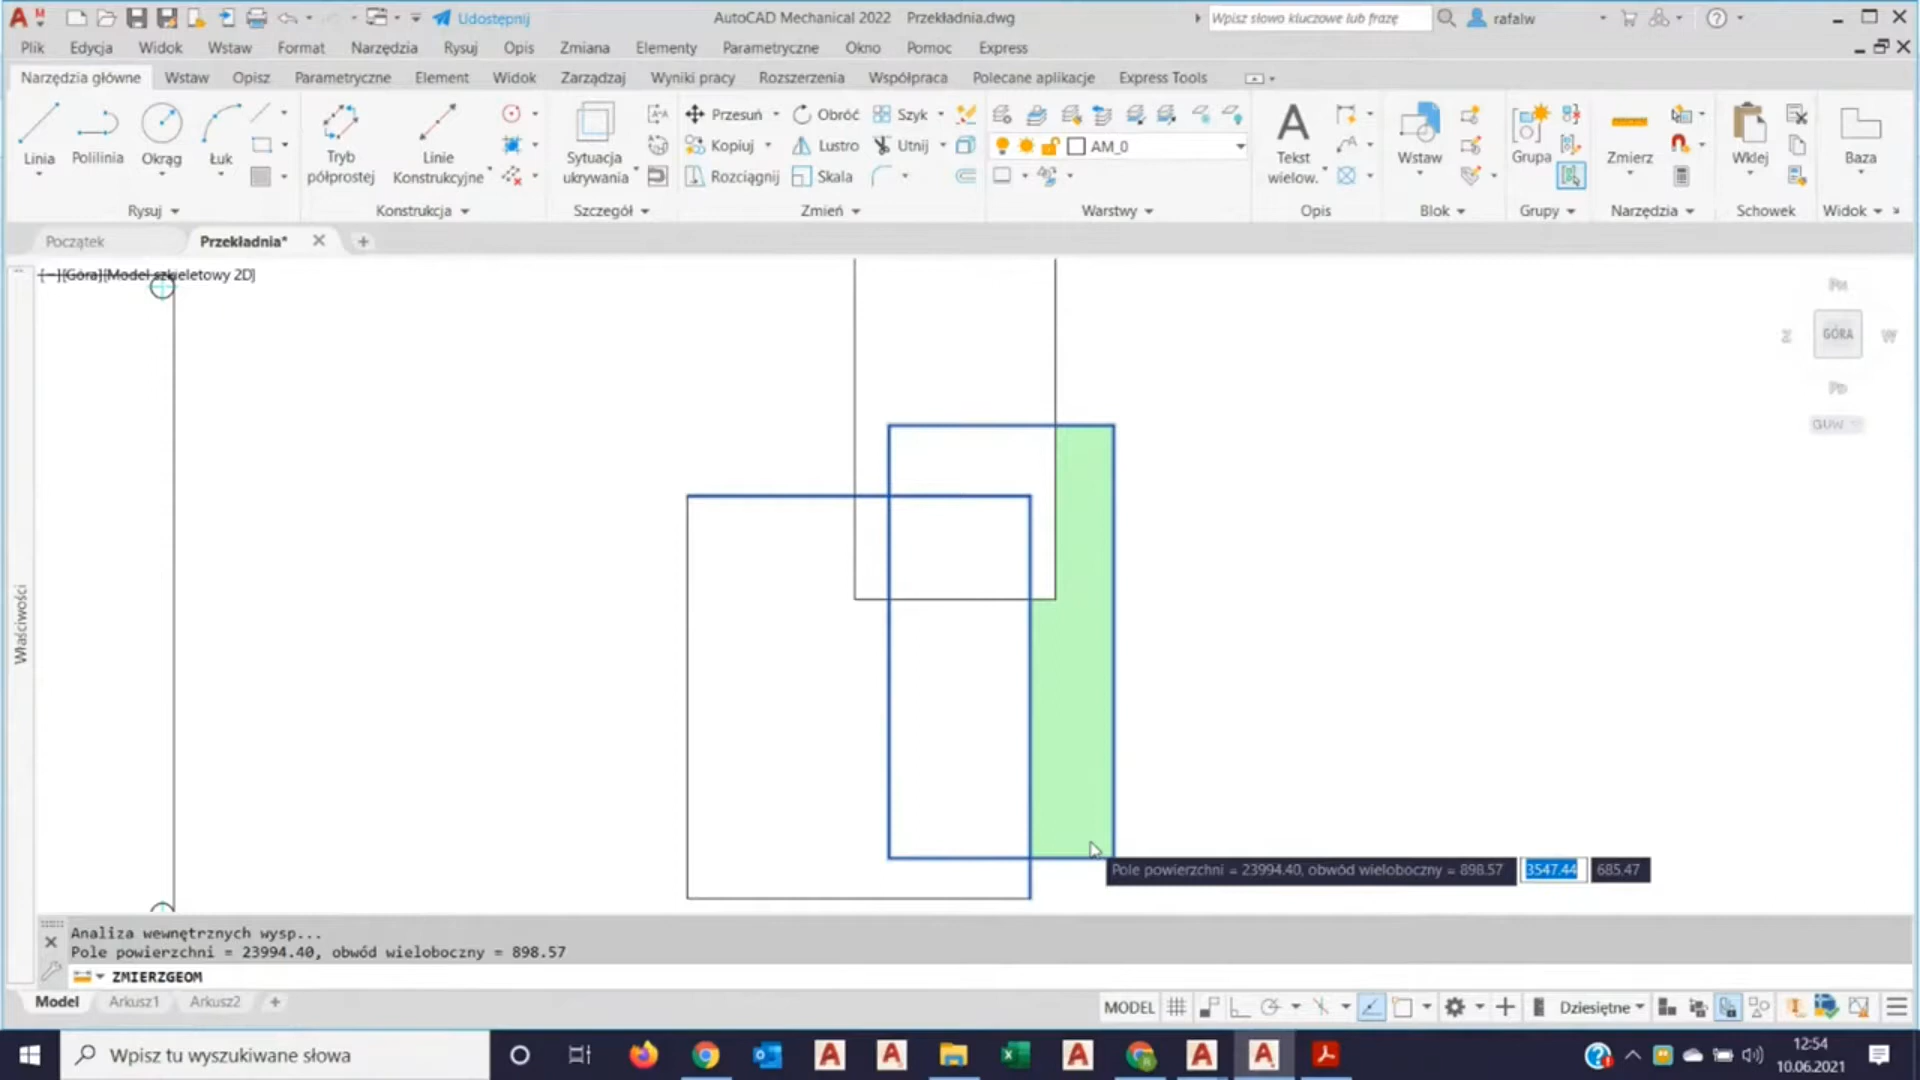 Udostępnij AutoCAD Mechanical 2022 Przekładnia.dwg Wpisz słowo kluczowe lub frazę rafalw
Plik Edycja Widok Wstaw Format Narzędzia Rysuj Opis Zmiana Elementy Parametryczne Okno Pomoc Express
Narzędzia główne Wstaw Opisz Parametryczne Element Widok Zarządzaj Wyniki pracy Rozszerzenia Współpraca Polecane aplikacje Express Tools
Linia Polilinia Okrąg Łuk
Tryb półprostej
Linie Konstrukcyjne
Sytuacja ukrywania
Przesuń Obróć Szyk
Kopiuj Lustro Utnij
Rozciągnij Skala
AM_0
Tekst wielow.
Wstaw
Grupa
Zmierz
Wklej
Baza
Rysuj Konstrukcja Szczegół Zmień Warstwy Opis Blok Grupy Narzędzia Schowek Widok
Początek Przekładnia*
[−][Góra][Model szkieletowy 2D]
Pn
Z GÓRA W
Pd
GUW
Właściwości
Pole powierzchni = 23994.40, obwód wieloboczny = 898.57 3547.44 685.47
Analiza wewnętrznych wysp...
Pole powierzchni = 23994.40, obwód wieloboczny = 898.57
ZMIERZGEOM
Model Arkusz1 Arkusz2
MODEL Dziesiętne
Wpisz tu wyszukiwane słowa
12:54
10.06.2021